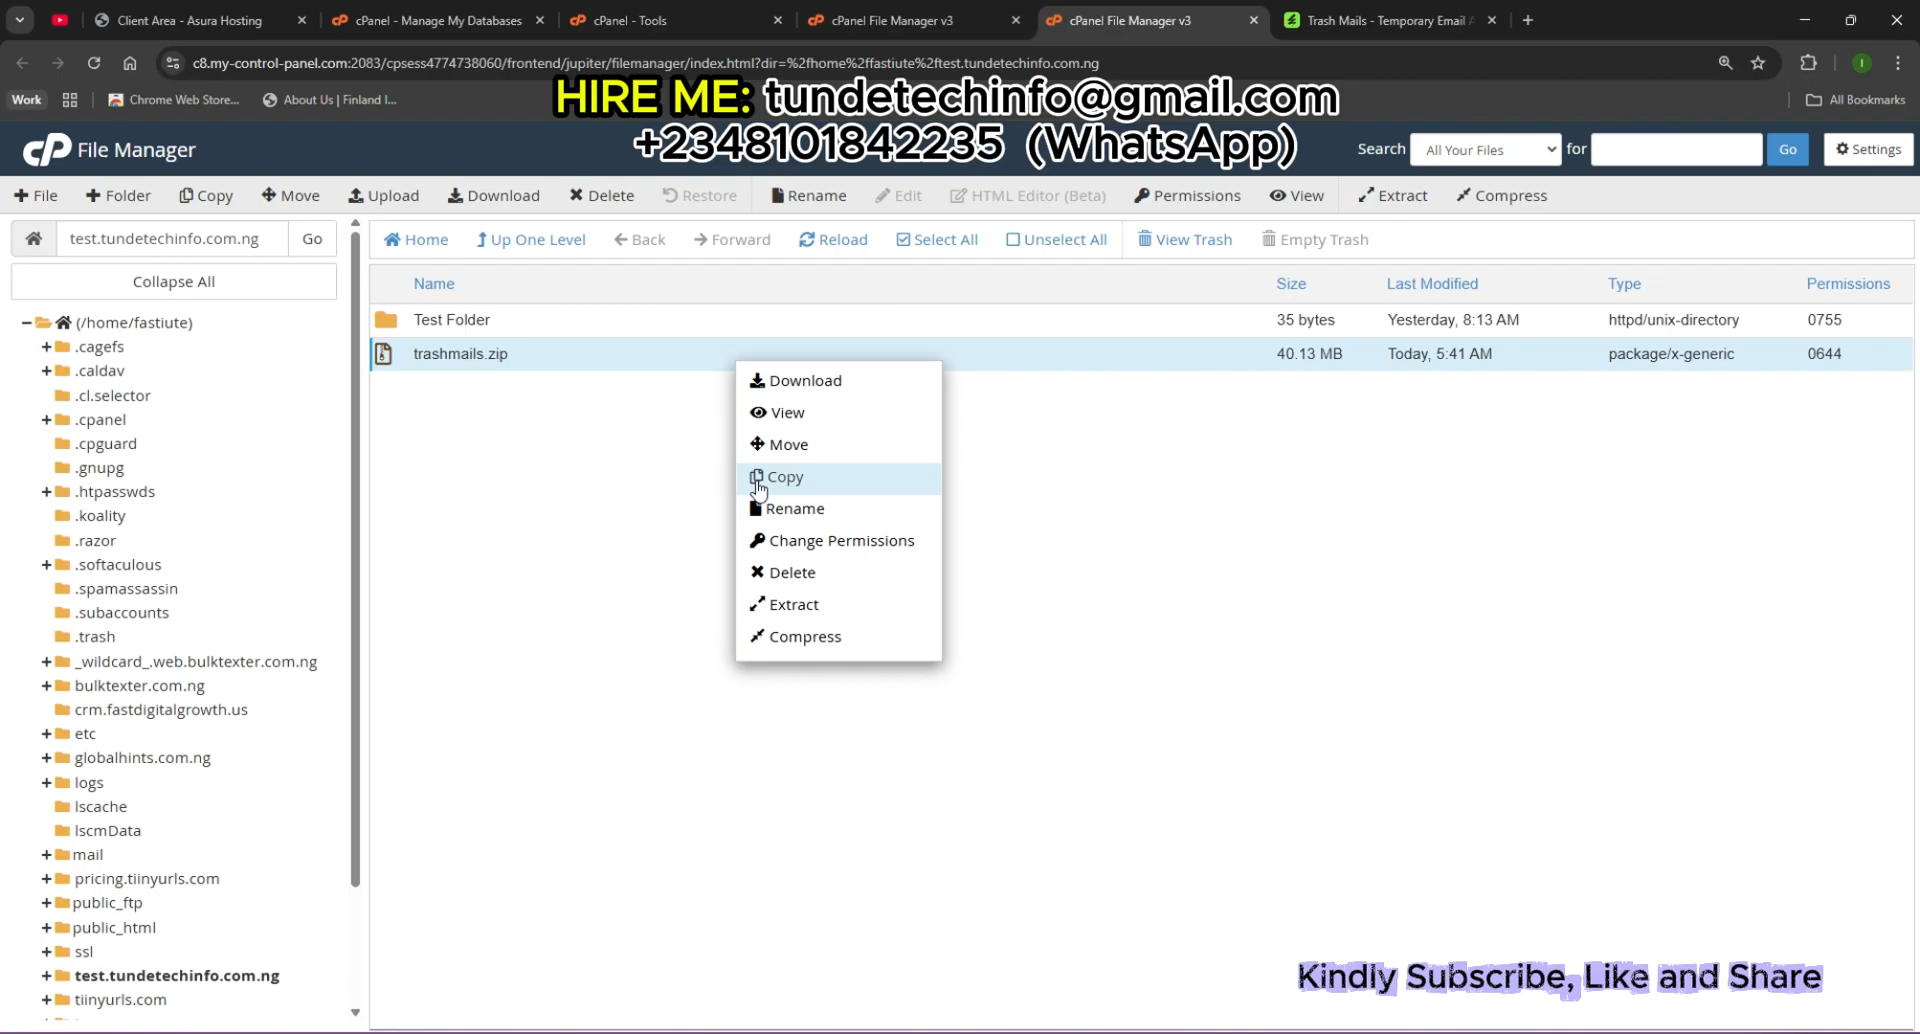 Client Area - Asura Hosting
cPanel - Manage My Databases
cPanel - Tools
cPanel File Manager v3
cPanel File Manager v3
Trash Mails - Temporary Email
c8.my-control-panel.com:2083/cpsess4774738060/frontend/jupiter/filemanager/index.html?dir=%2fhome%2ffastiute%2ftest.tundetechinfo.com.ng
I
Work
Chrome Web Store...
About Us | Finland I...
All Bookmarks
HIRE ME: tundetechinfo@gmail.com
+2348101842235 (WhatsApp)
cP File Manager
Search All Your Files for Go Settings
File Folder Copy Move Upload Download Delete Restore Rename Edit HTML Editor (Beta) Permissions View Extract Compress
test.tundetechinfo.com.ng Go
Home Up One Level Back Forward Reload Select All Unselect All View Trash Empty Trash
Collapse All
Name Size Last Modified Type Permissions
Test Folder 35 bytes Yesterday, 8:13 AM httpd/unix-directory 0755
trashmails.zip 40.13 MB Today, 5:41 AM package/x-generic 0644
Download
View
Move
Copy
Rename
Change Permissions
Delete
Extract
Compress
(/home/fastiute)
.cagefs
.caldav
.cl.selector
.cpanel
.cpguard
.gnupg
.htpasswds
.koality
.razor
.softaculous
.spamassassin
.subaccounts
.trash
_wildcard_.web.bulktexter.com.ng
bulktexter.com.ng
crm.fastdigitalgrowth.us
etc
globalhints.com.ng
logs
lscache
lscmData
mail
pricing.tiinyurls.com
public_ftp
public_html
ssl
test.tundetechinfo.com.ng
tiinyurls.com
Kindly Subscribe, Like and Share